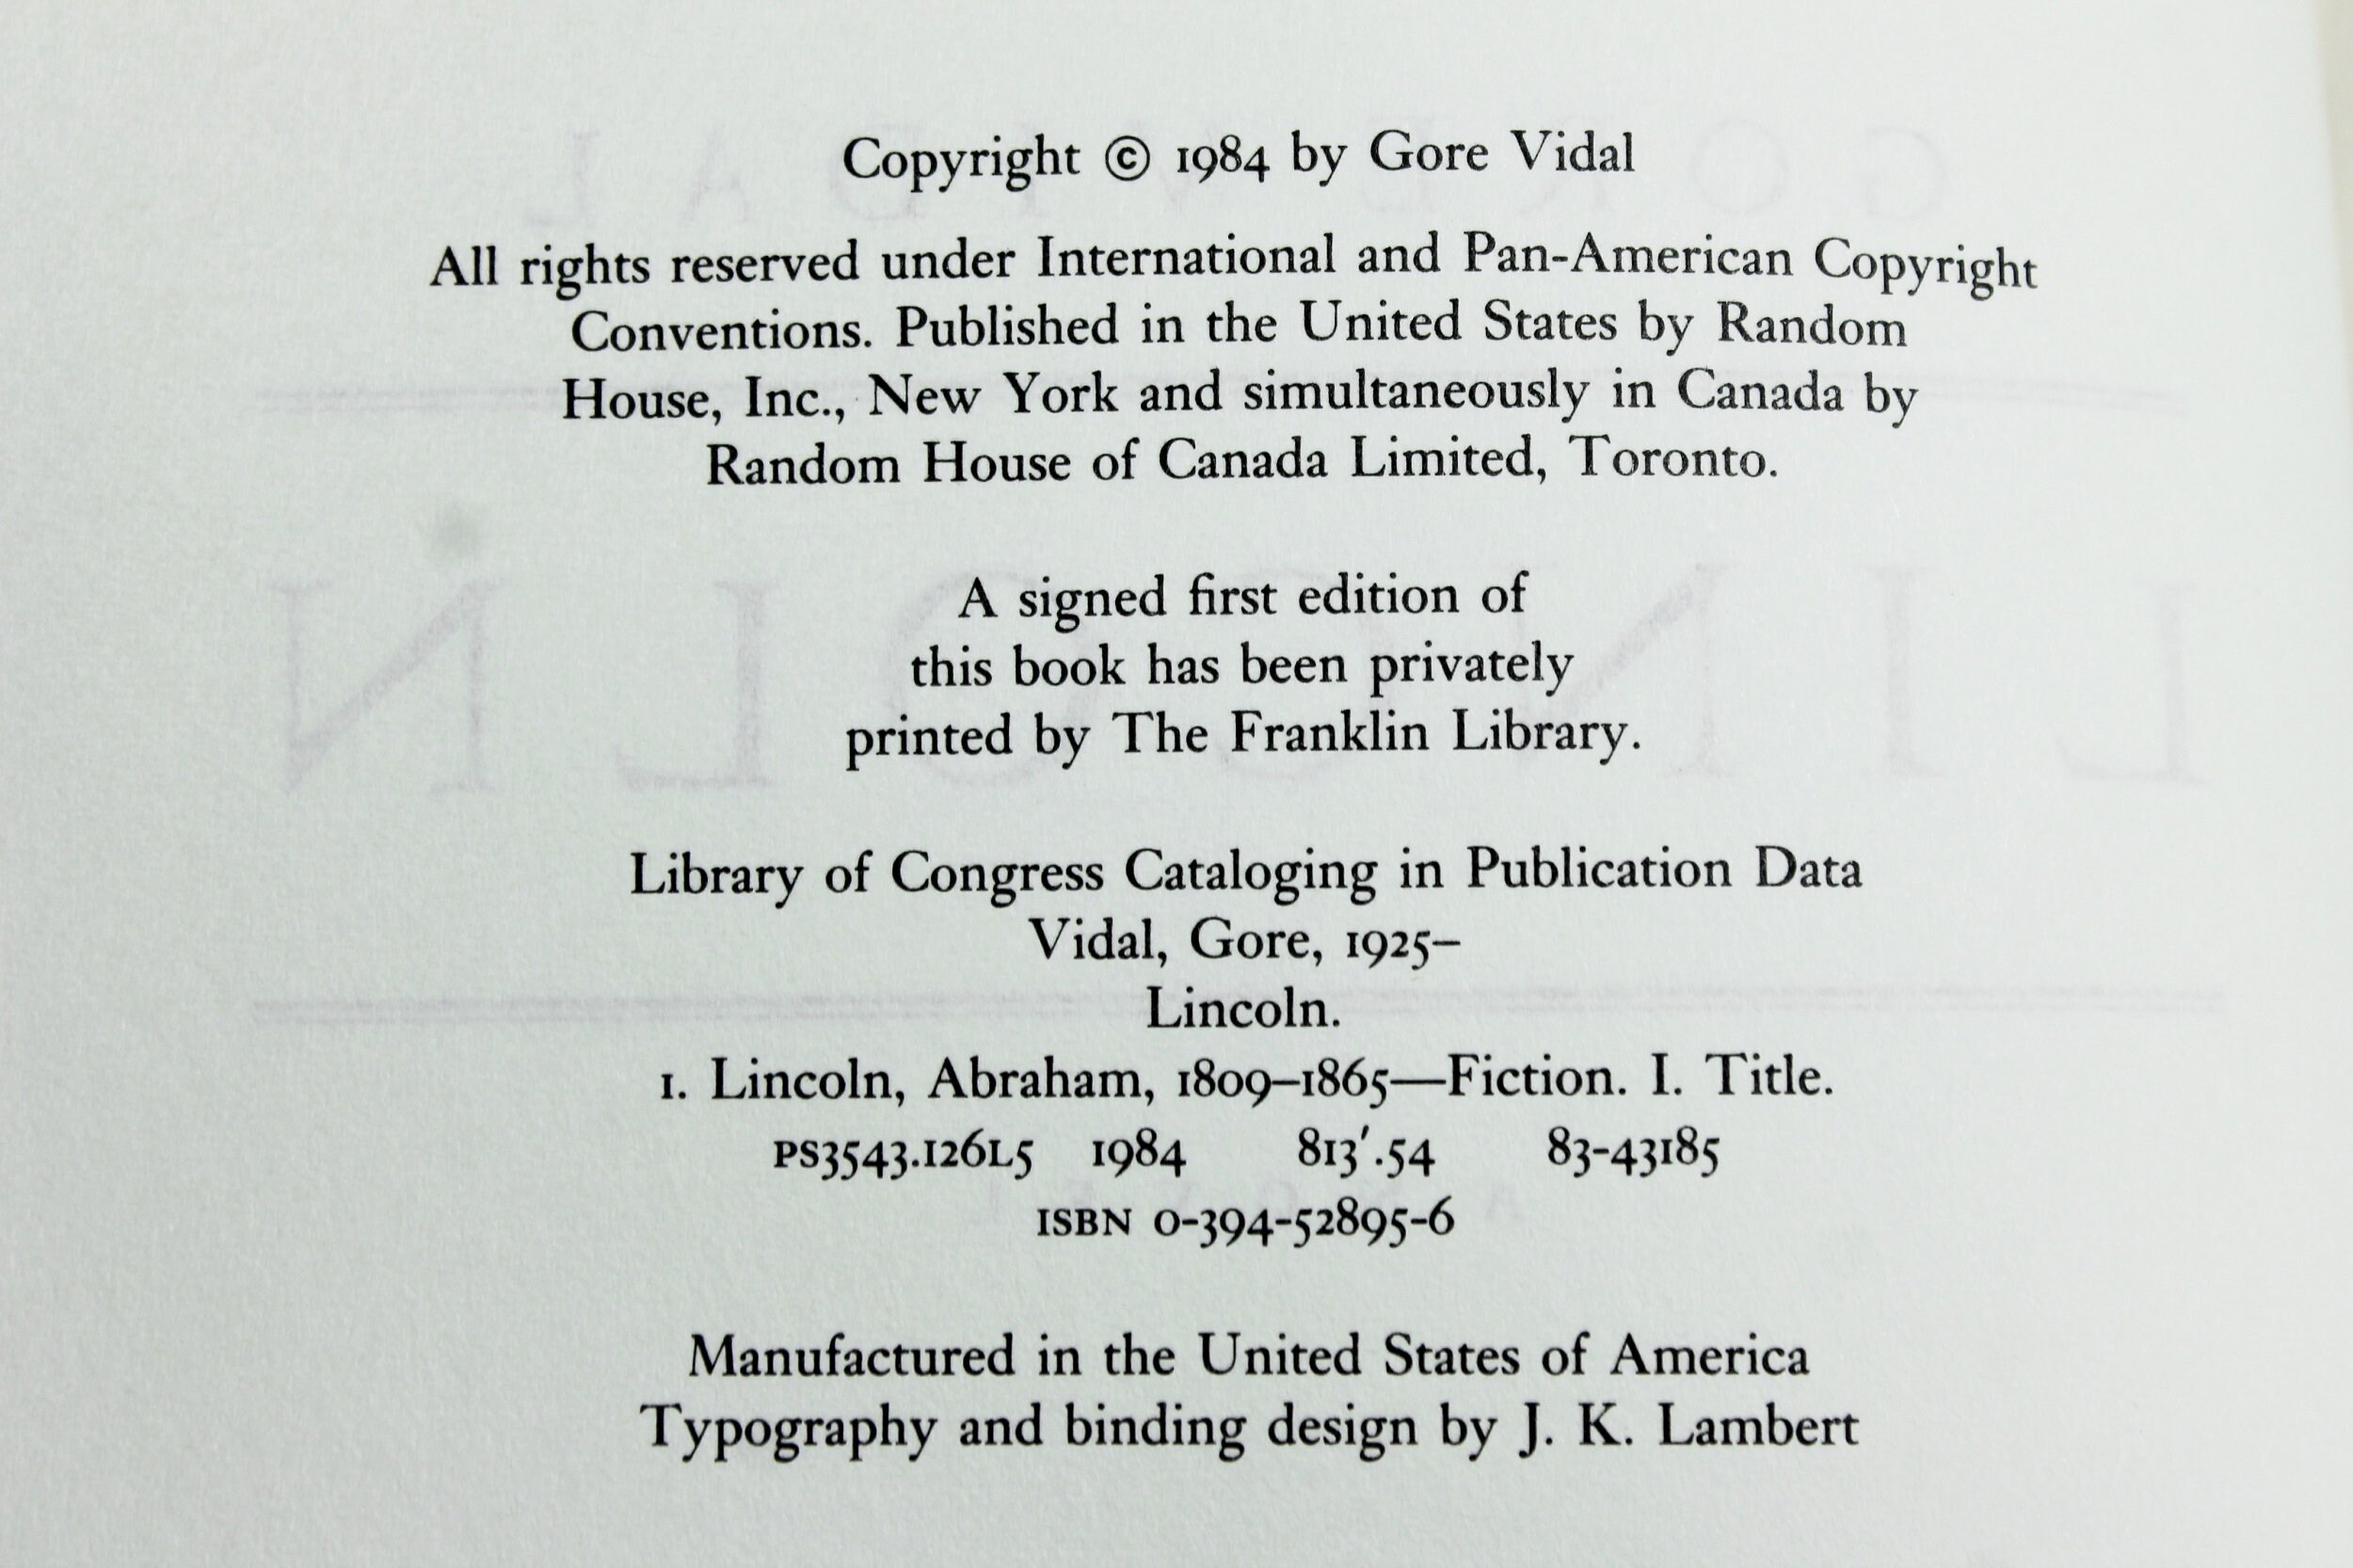 Copyright © 1984 by Gore Vidal
All rights reserved under International and Pan-American Copyright
Conventions. Published in the United States by Random
House, Inc., New York and simultaneously in Canada by
Random House of Canada Limited, Toronto.
A signed first edition of
this book has been privately
printed by The Franklin Library.
Library of Congress Cataloging in Publication Data
Vidal, Gore, 1925–
Lincoln.
1. Lincoln, Abraham, 1809–1865—Fiction. I. Title.
PS3543.I26L5 1984 813′.54 83-43185
ISBN 0-394-52895-6
Manufactured in the United States of America
Typography and binding design by J. K. Lambert